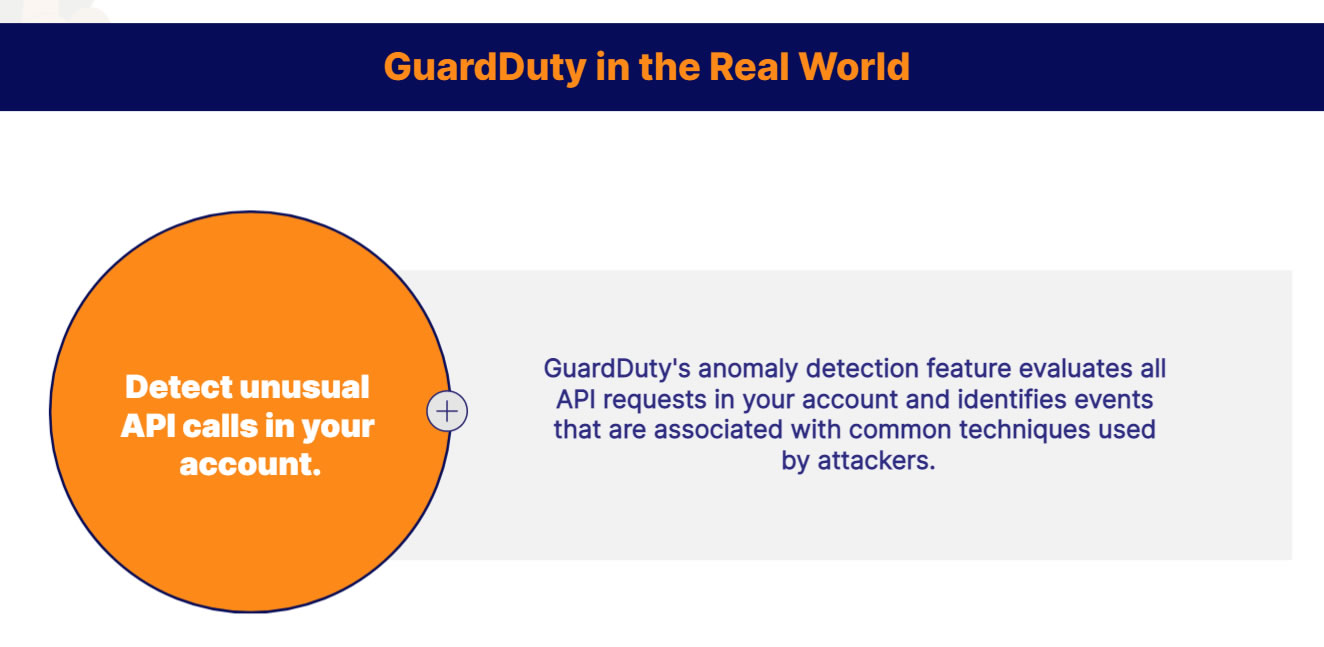 GuardDuty in the Real World
Detect unusual
API calls in your
account.
GuardDuty's anomaly detection feature evaluates all
API requests in your account and identifies events
that are associated with common techniques used
by attackers.